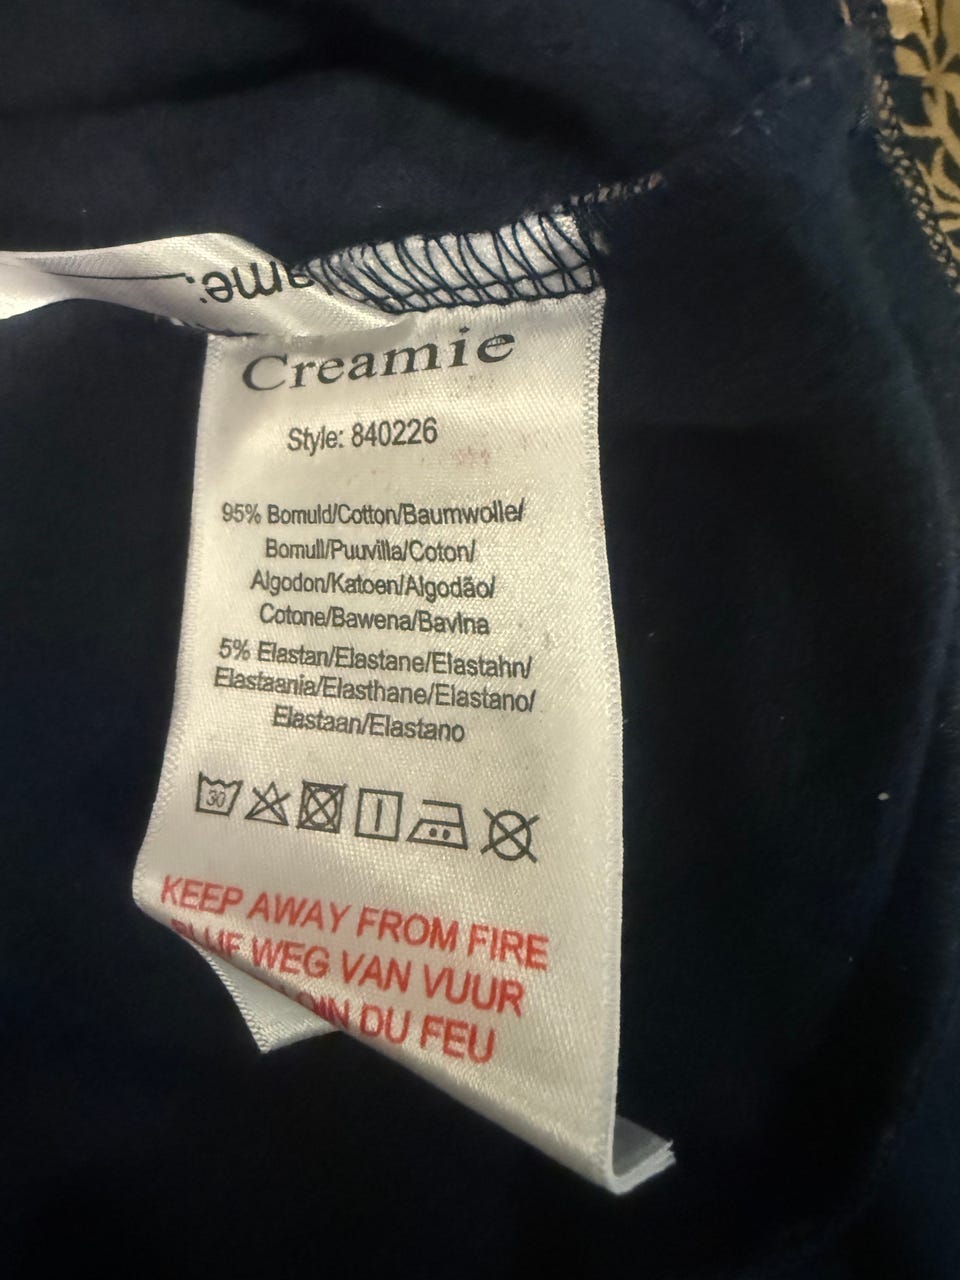 ame.
Creamie
Style: 840226
95% Bomuld/Cotton/Baumwolle/
Bomull/Puuvilla/Coton/
Algodon/Katoen/Algodão/
Cotone/Bawena/Bavlna
5% Elastan/Elastane/Elastahn/
Elastaania/Elasthane/Elastano/
Elastaan/Elastano
30
KEEP AWAY FROM FIRE
WEG VAN VUUR
DU FEU